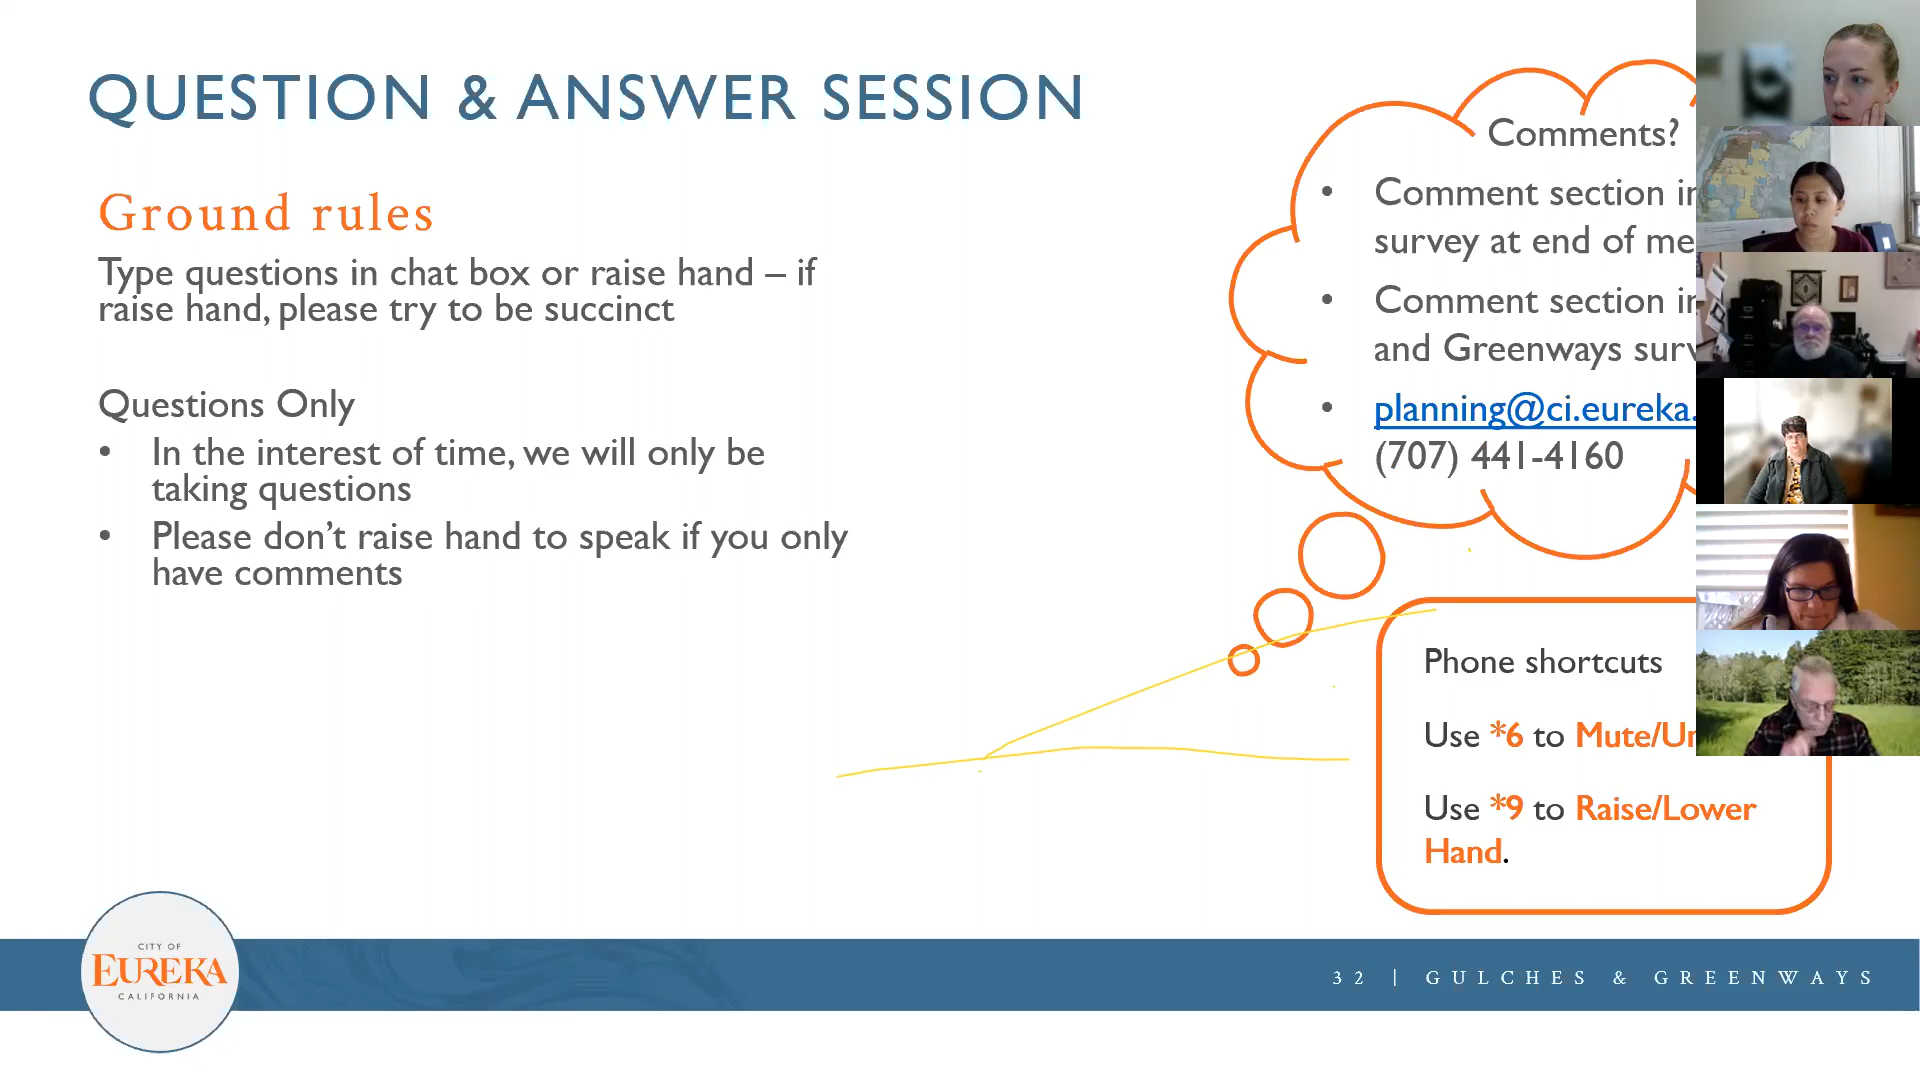 QUESTION & ANSWER SESSION
Ground rules
Type questions in chat box or raise hand – if
raise hand, please try to be succinct
Questions Only
• In the interest of time, we will only be
taking questions
• Please don’t raise hand to speak if you only
have comments
Comments?
• Comment section in
survey at end of me
• Comment section in
and Greenways surv
• planning@ci.eureka.
(707) 441-4160
Phone shortcuts
Use *6 to Mute/Un
Use *9 to Raise/Lower
Hand.
CITY OF
EUREKA
CALIFORNIA
32 | GULCHES & GREENWAYS